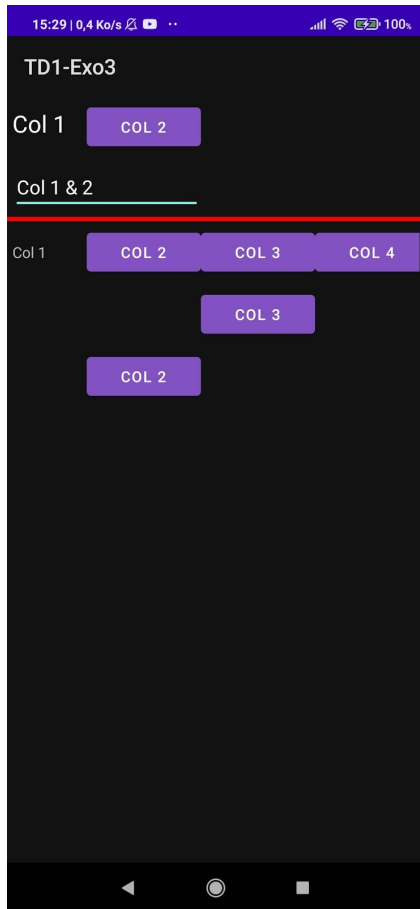 15:29 | 0,4 Ko/s 100%
TD1-Exo3
Col 1 COL 2
Col 1 & 2
Col 1 COL 2 COL 3 COL 4
COL 3
COL 2